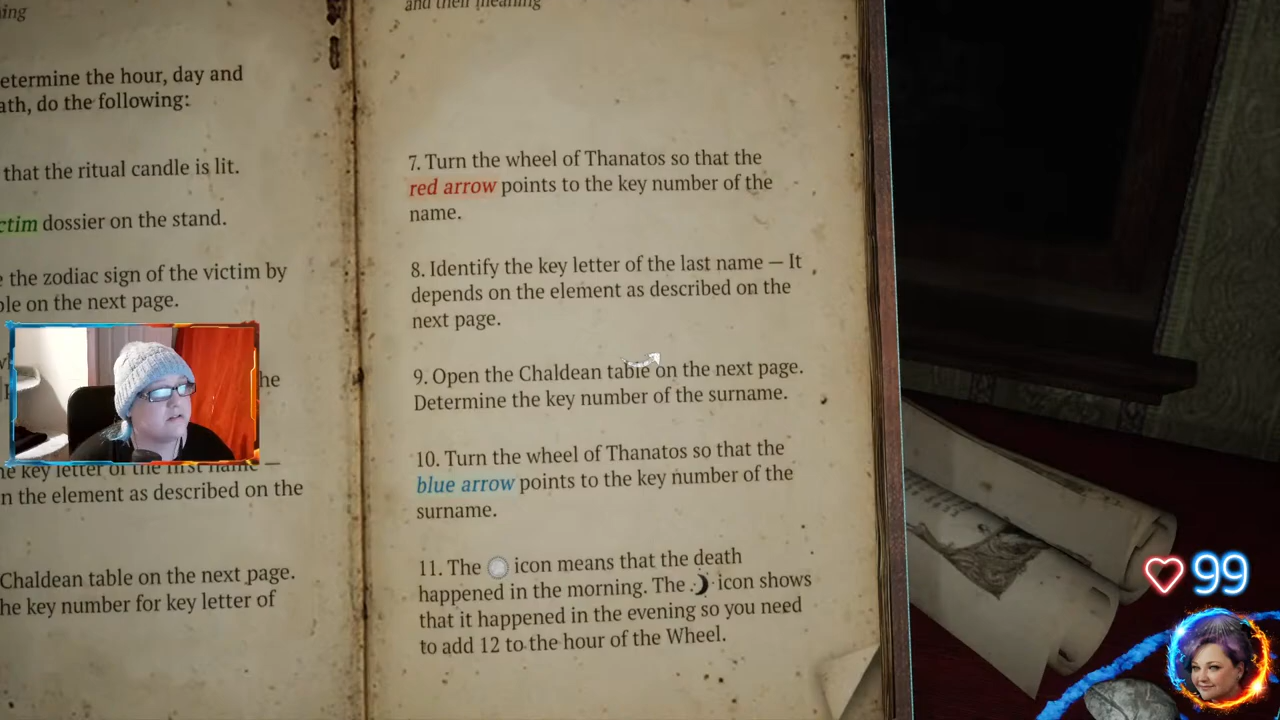 and their meaning
determine the hour, day and
do the following:
that the ritual candle is lit.
dossier on the stand.
the zodiac sign of the victim by
on the next page.
he
key letter of the first name —
n the element as described on the
Chaldean table on the next page.
he key number for key letter of
7. Turn the wheel of Thanatos so that the
red arrow points to the key number of the
name.
8. Identify the key letter of the last name — It
depends on the element as described on the
next page.
9. Open the Chaldean table on the next page.
Determine the key number of the surname.
10. Turn the wheel of Thanatos so that the
blue arrow points to the key number of the
surname.
11. The icon means that the death
happened in the morning. The icon shows
that it happened in the evening so you need
to add 12 to the hour of the Wheel.
99